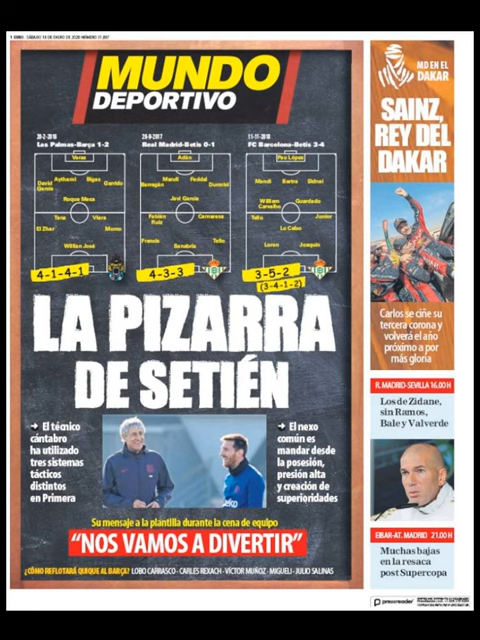 SÁBADO 18 DE ENERO DE 2020 NÚMERO
MUNDO
DEPORTIVO
20-2-2016
Las Palmas-Barça 1-2
Varas
David
García
Aythami
Bigas
Garrido
Roque Mesa
Tana
Viera
El Zhar
Momo
Willian José
4-1-4-1
20-9-2017
Real Madrid-Betis 0-1
Adán
Barragán
Mandi
Feddal
Durmisi
Javi García
Fabián
Ruiz
Camarasa
Francis
Sanabria
Tello
4-3-3
11-11-2018
FC Barcelona-Betis 3-4
Pau López
Mandi
Bartra
Sidnei
William
Carvalho
Guardado
Tello
Junior
Lo Celso
Loren
Joaquín
3-5-2
(3-4-1-2)
LA PIZARRA
DE SETIÉN
El técnico
cántabro
ha utilizado
tres sistemas
tácticos
distintos
en Primera
El nexo
común es
mandar desde
la posesión,
presión alta
y creación de
superioridades
Su mensaje a la plantilla durante la cena de equipo
“NOS VAMOS A DIVERTIR”
¿CÓMO REFLOTARÁ QUIQUE AL BARÇA? LOBO CARRASCO - CARLES REXACH - VÍCTOR MUÑOZ - MIGUELI - JULIO SALINAS
MD EN EL
DAKAR
SAINZ,
REY DEL
DAKAR
Carlos se ciñe su
tercera corona y
volverá el año
próximo a por
más gloria
R. MADRID-SEVILLA 16.00 H
Los de Zidane,
sin Ramos,
Bale y Valverde
EIBAR-AT. MADRID 21.00 H
Muchas bajas
en la resaca
post Supercopa
pressreader